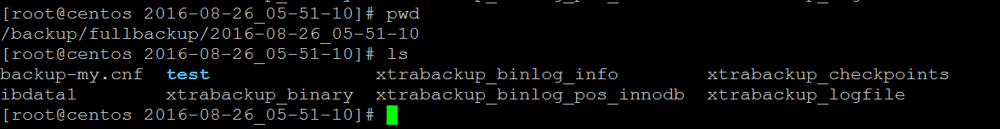 [root@centos 2016-08-26_05-51-10]# pwd
/backup/fullbackup/2016-08-26_05-51-10
[root@centos 2016-08-26_05-51-10]# ls
backup-my.cnf  test             xtrabackup_binlog_info        xtrabackup_checkpoints
ibdata1        xtrabackup_binary  xtrabackup_binlog_pos_innodb  xtrabackup_logfile
[root@centos 2016-08-26_05-51-10]#